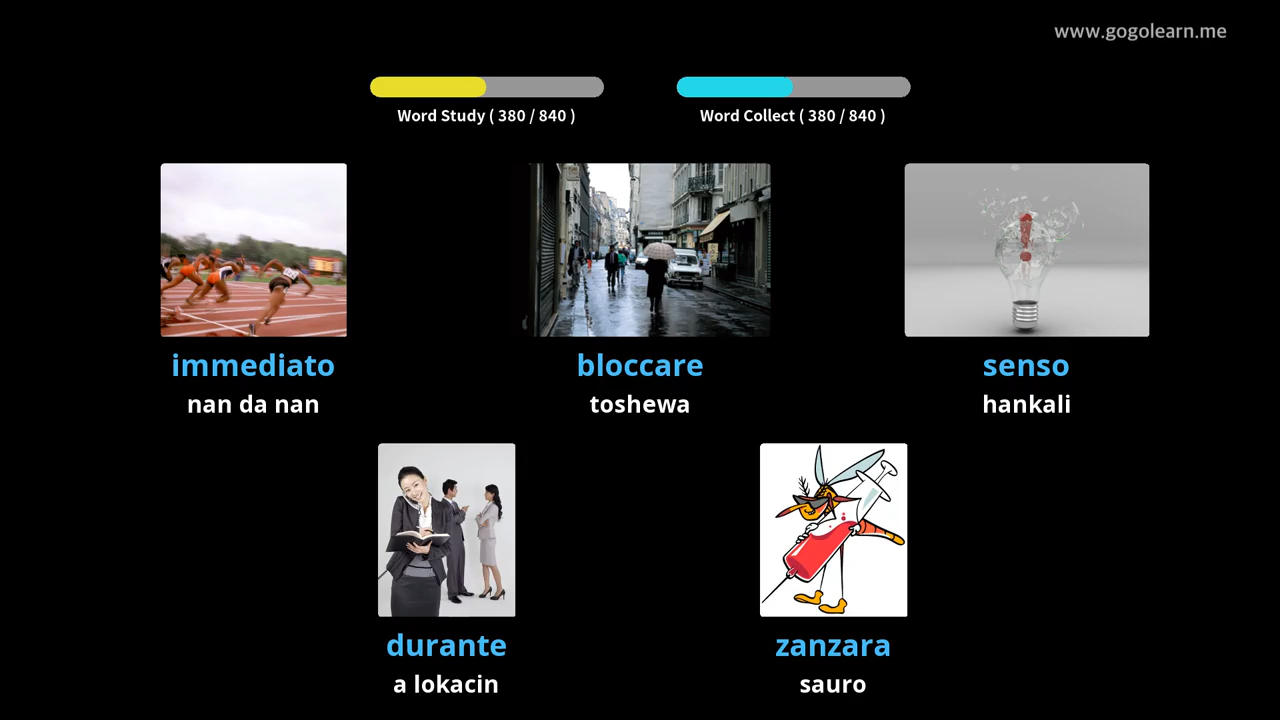 www.gogolearn.me
Word Study ( 380 / 840 )
Word Collect ( 380 / 840 )
immediato
nan da nan
bloccare
toshewa
senso
hankali
durante
a lokacin
zanzara
sauro